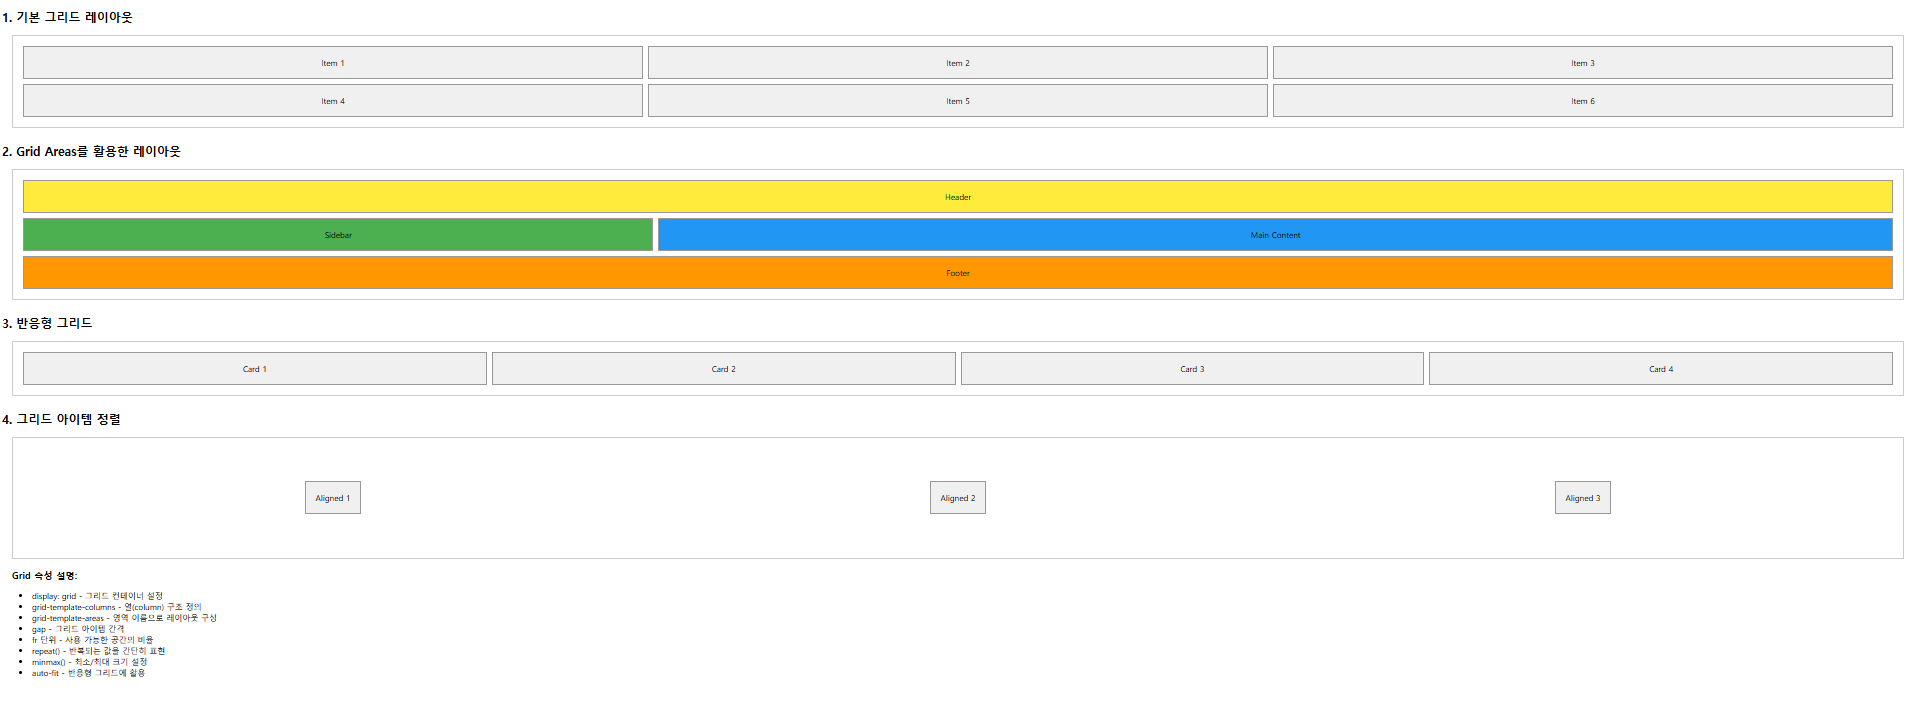 1. 기본 그리드 레이아웃
Item 1 Item 2 Item 3
Item 4 Item 5 Item 6
2. Grid Areas를 활용한 레이아웃
Header
Sidebar Main Content
Footer
3. 반응형 그리드
Card 1 Card 2 Card 3 Card 4
4. 그리드 아이템 정렬
Aligned 1 Aligned 2 Aligned 3
Grid 속성 설명:
• display: grid - 그리드 컨테이너 설정
• grid-template-columns - 열(column) 구조 정의
• grid-template-areas - 영역 이름으로 레이아웃 구성
• gap - 그리드 아이템 간격
• fr 단위 - 사용 가능한 공간의 비율
• repeat() - 반복되는 값을 간단히 표현
• minmax() - 최소/최대 크기 설정
• auto-fit - 반응형 그리드에 활용